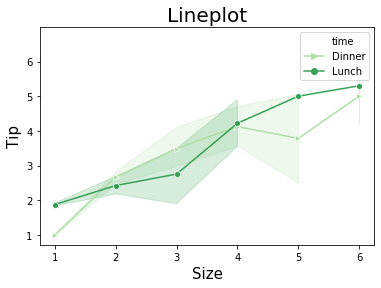 Lineplot
time
Dinner
Lunch
Tip
6
5
4
3
2
1
1 2 3 4 5 6
Size